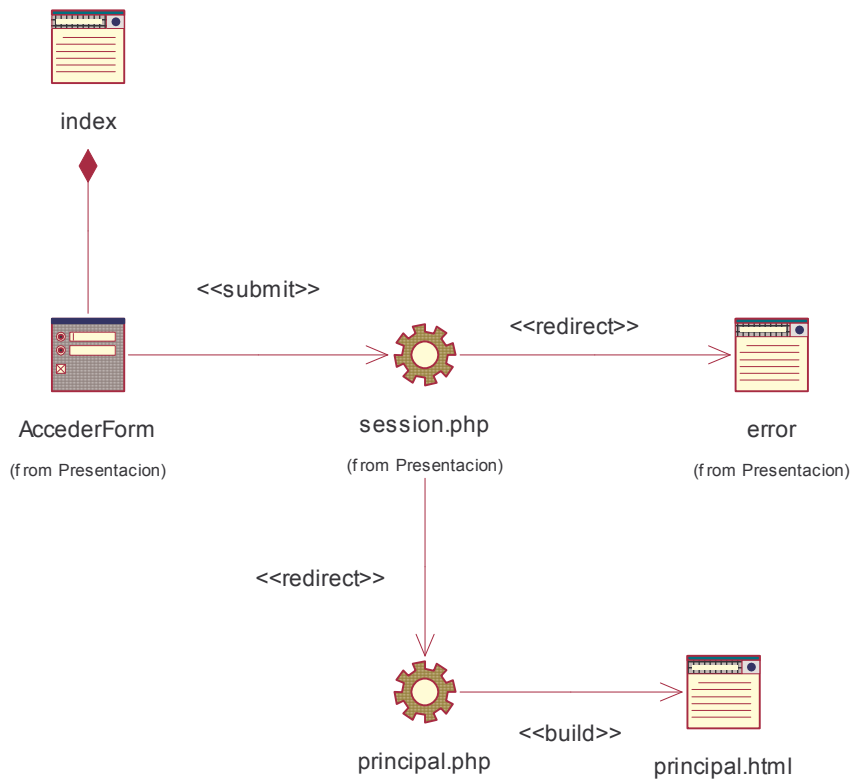 index
<<submit>>
<<redirect>>
AccederForm
(from Presentacion)
session.php
(from Presentacion)
error
(from Presentacion)
<<redirect>>
principal.php
<<build>>
principal.html